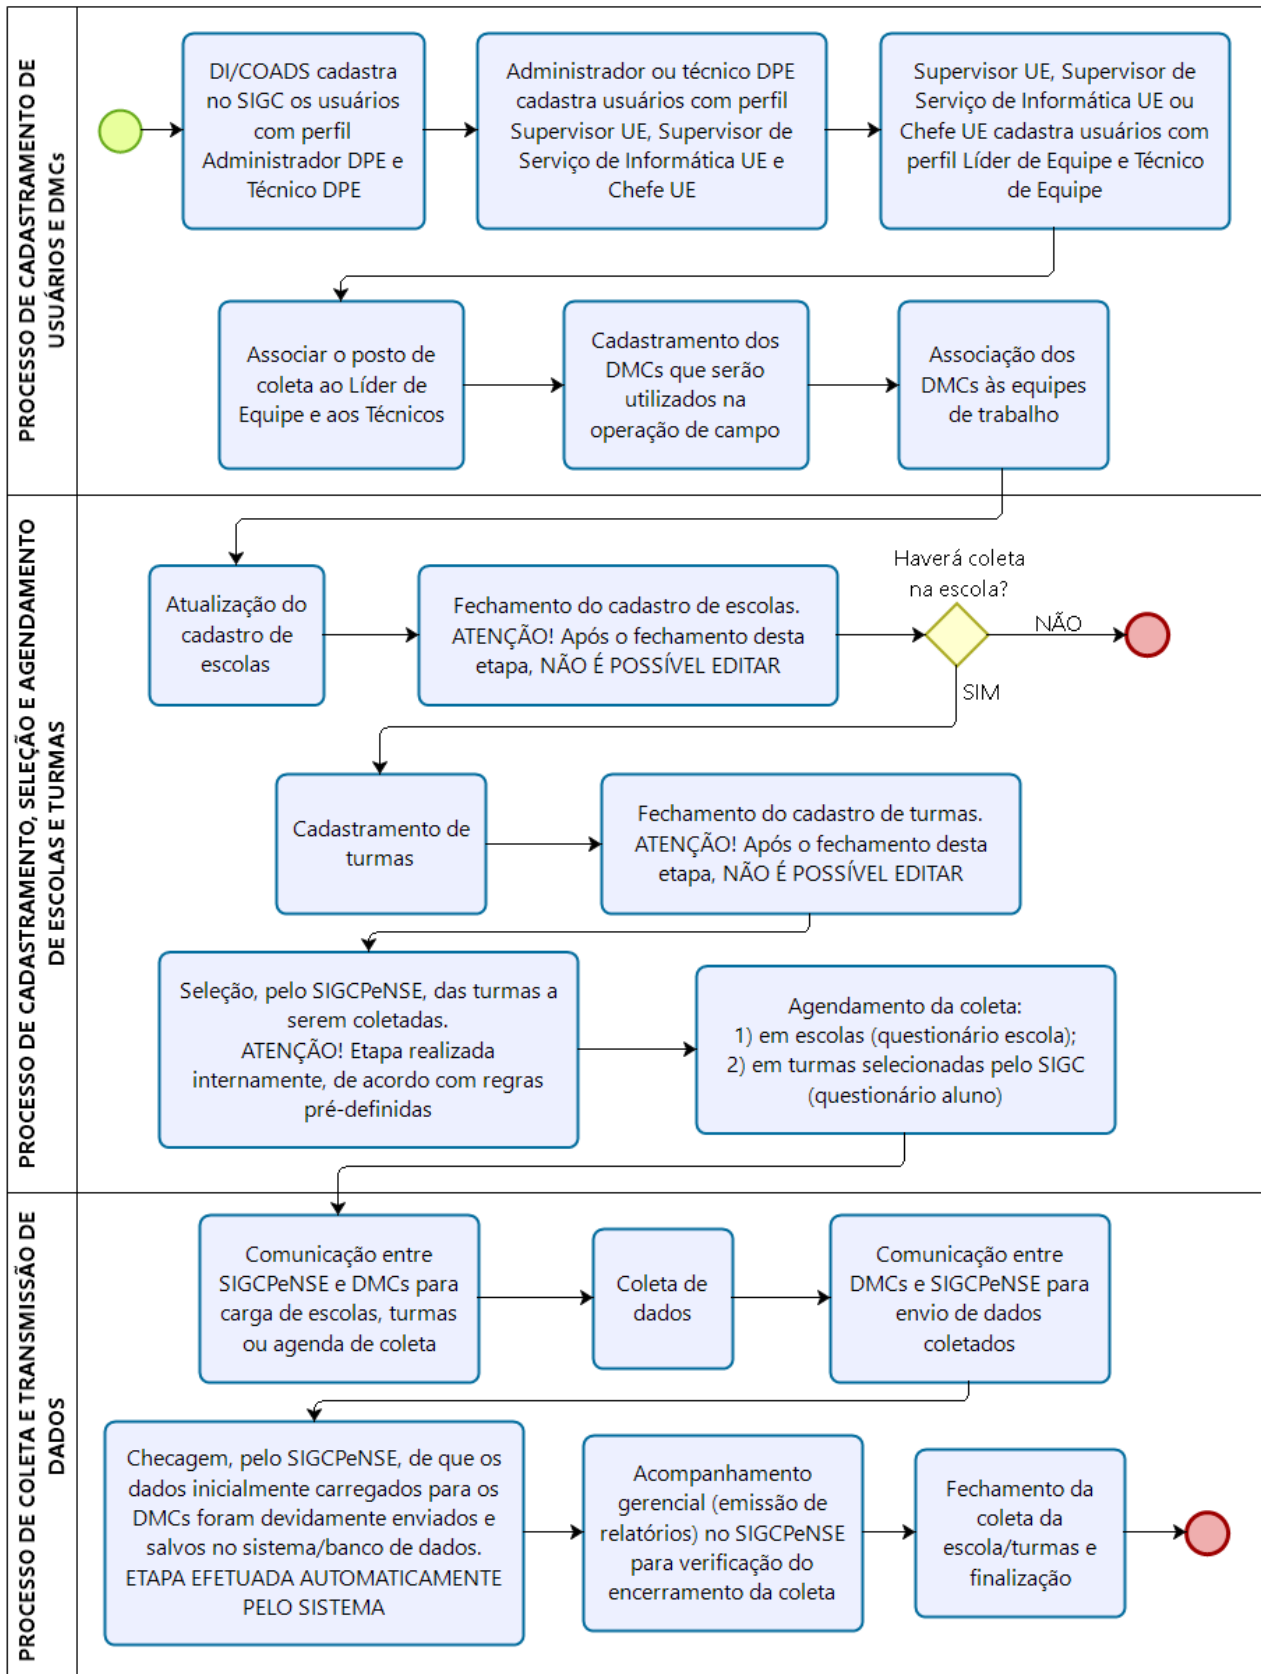 PROCESSO DE CADASTRAMENTO DE
USUÁRIOS E DMCs
DI/COADS cadastra
no SIGC os usuários
com perfil
Administrador DPE e
Técnico DPE
Administrador ou técnico DPE
cadastra usuários com perfil
Supervisor UE, Supervisor de
Serviço de Informática UE e
Chefe UE
Supervisor UE, Supervisor de
Serviço de Informática UE ou
Chefe UE cadastra usuários com
perfil Líder de Equipe e Técnico
de Equipe
Associar o posto de
coleta ao Líder de
Equipe e aos Técnicos
Cadastramento dos
DMCs que serão
utilizados na
operação de campo
Associação dos
DMCs às equipes
de trabalho
PROCESSO DE CADASTRAMENTO, SELEÇÃO E AGENDAMENTO
DE ESCOLAS E TURMAS
Atualização do
cadastro de
escolas
Fechamento do cadastro de escolas.
ATENÇÃO! Após o fechamento desta
etapa, NÃO É POSSÍVEL EDITAR
Haverá coleta
na escola?
NÃO
SIM
Cadastramento de
turmas
Fechamento do cadastro de turmas.
ATENÇÃO! Após o fechamento desta
etapa, NÃO É POSSÍVEL EDITAR
Seleção, pelo SIGCPeNSE, das turmas a
serem coletadas.
ATENÇÃO! Etapa realizada
internamente, de acordo com regras
pré-definidas
Agendamento da coleta:
1) em escolas (questionário escola);
2) em turmas selecionadas pelo SIGC
(questionário aluno)
PROCESSO DE COLETA E TRANSMISSÃO DE
DADOS
Comunicação entre
SIGCPeNSE e DMCs para
carga de escolas, turmas
ou agenda de coleta
Coleta de
dados
Comunicação entre
DMCs e SIGCPeNSE para
envio de dados
coletados
Checagem, pelo SIGCPeNSE, de que os
dados inicialmente carregados para os
DMCs foram devidamente enviados e
salvos no sistema/banco de dados.
ETAPA EFETUADA AUTOMATICAMENTE
PELO SISTEMA
Acompanhamento
gerencial (emissão de
relatórios) no SIGCPeNSE
para verificação do
encerramento da coleta
Fechamento da
coleta da
escola/turmas e
finalização